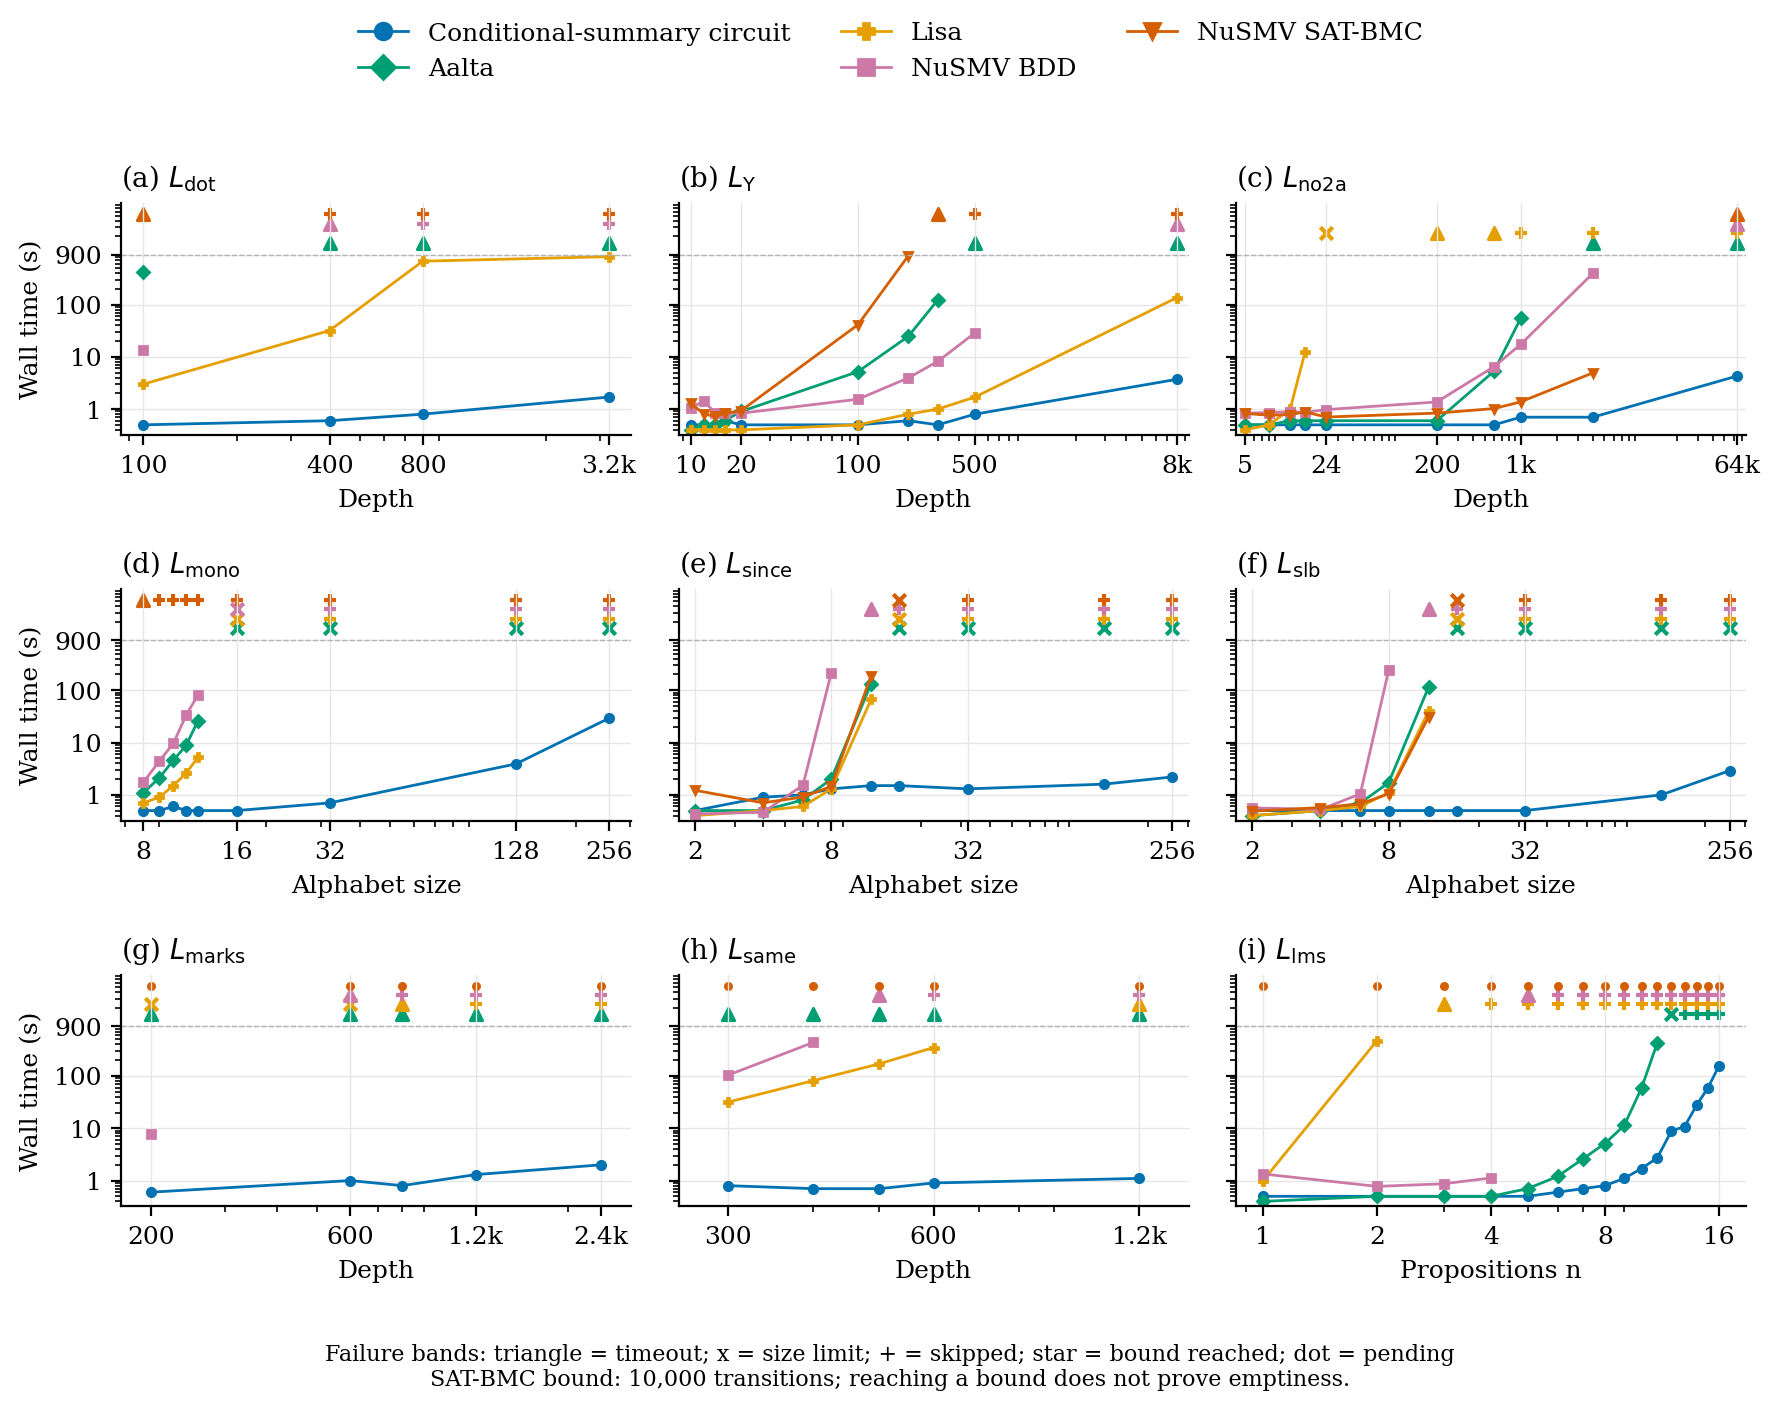 Conditional-summary circuit
Lisa
NuSMV SAT-BMC
Aalta
NuSMV BDD
(a) L_dot
(b) L_Y
(c) L_no2a
Wall time (s)
900
100
10
1
100 400 800 3.2k
10 20 100 500 8k
5 24 200 1k 64k
Depth
Depth
Depth
(d) L_mono
(e) L_since
(f) L_slb
Wall time (s)
900
100
10
1
8 16 32 128 256
2 8 32 256
2 8 32 256
Alphabet size
Alphabet size
Alphabet size
(g) L_marks
(h) L_same
(i) L_lms
Wall time (s)
900
100
10
1
200 600 1.2k 2.4k
300 600 1.2k
1 2 4 8 16
Depth
Depth
Propositions n
Failure bands: triangle = timeout; x = size limit; + = skipped; star = bound reached; dot = pending
SAT-BMC bound: 10,000 transitions; reaching a bound does not prove emptiness.